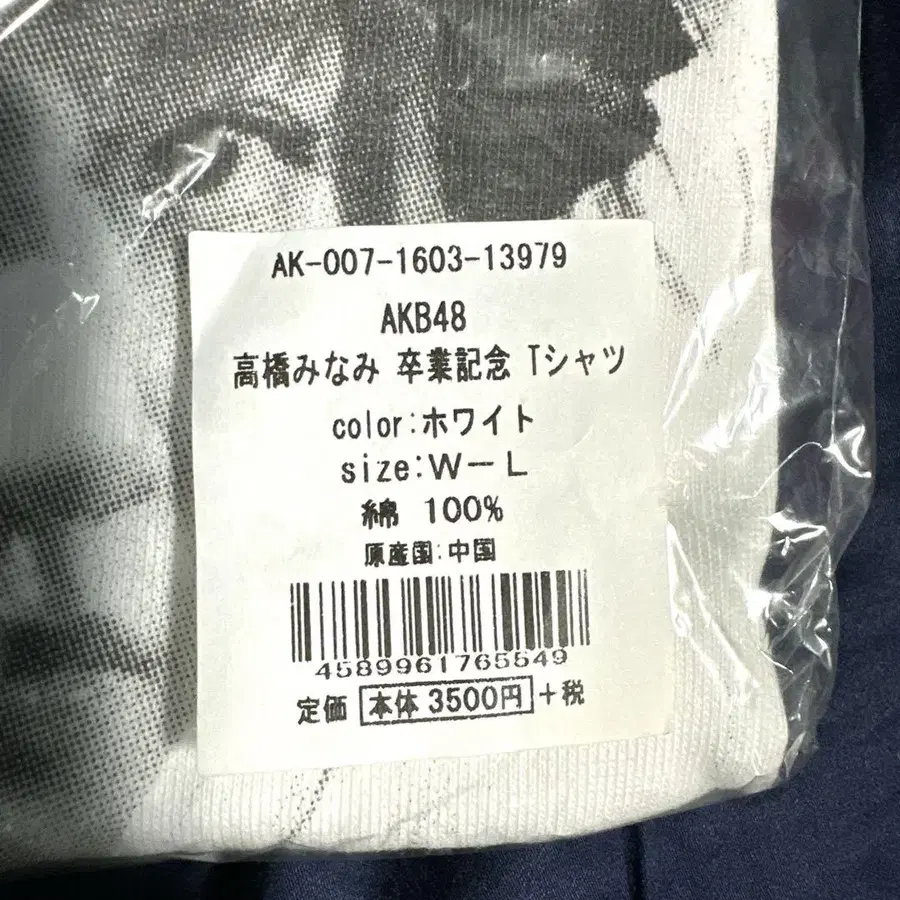 AK-007-1603-13979
AKB48
高橋みなみ 卒業記念 Tシャツ
color:ホワイト
size:W-L
綿 100%
原産国:中国
4589961765549
定価 本体 3500円 +税